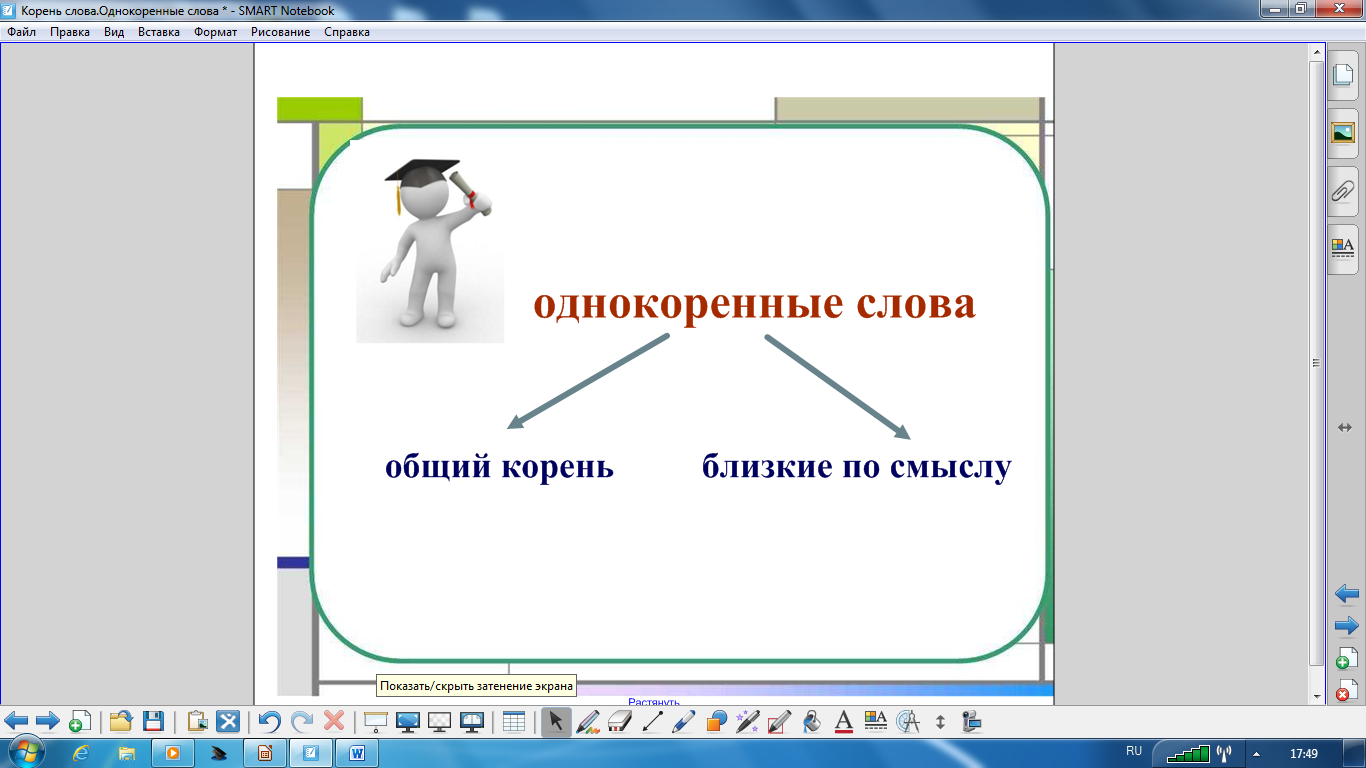 Корень слова.Однокоренные слова * - SMART Notebook
Файл Правка Вид Вставка Формат Рисование Справка
однокоренные слова
общий корень близкие по смыслу
Показать/скрыть затенение экрана
Растянуть
RU 17:49